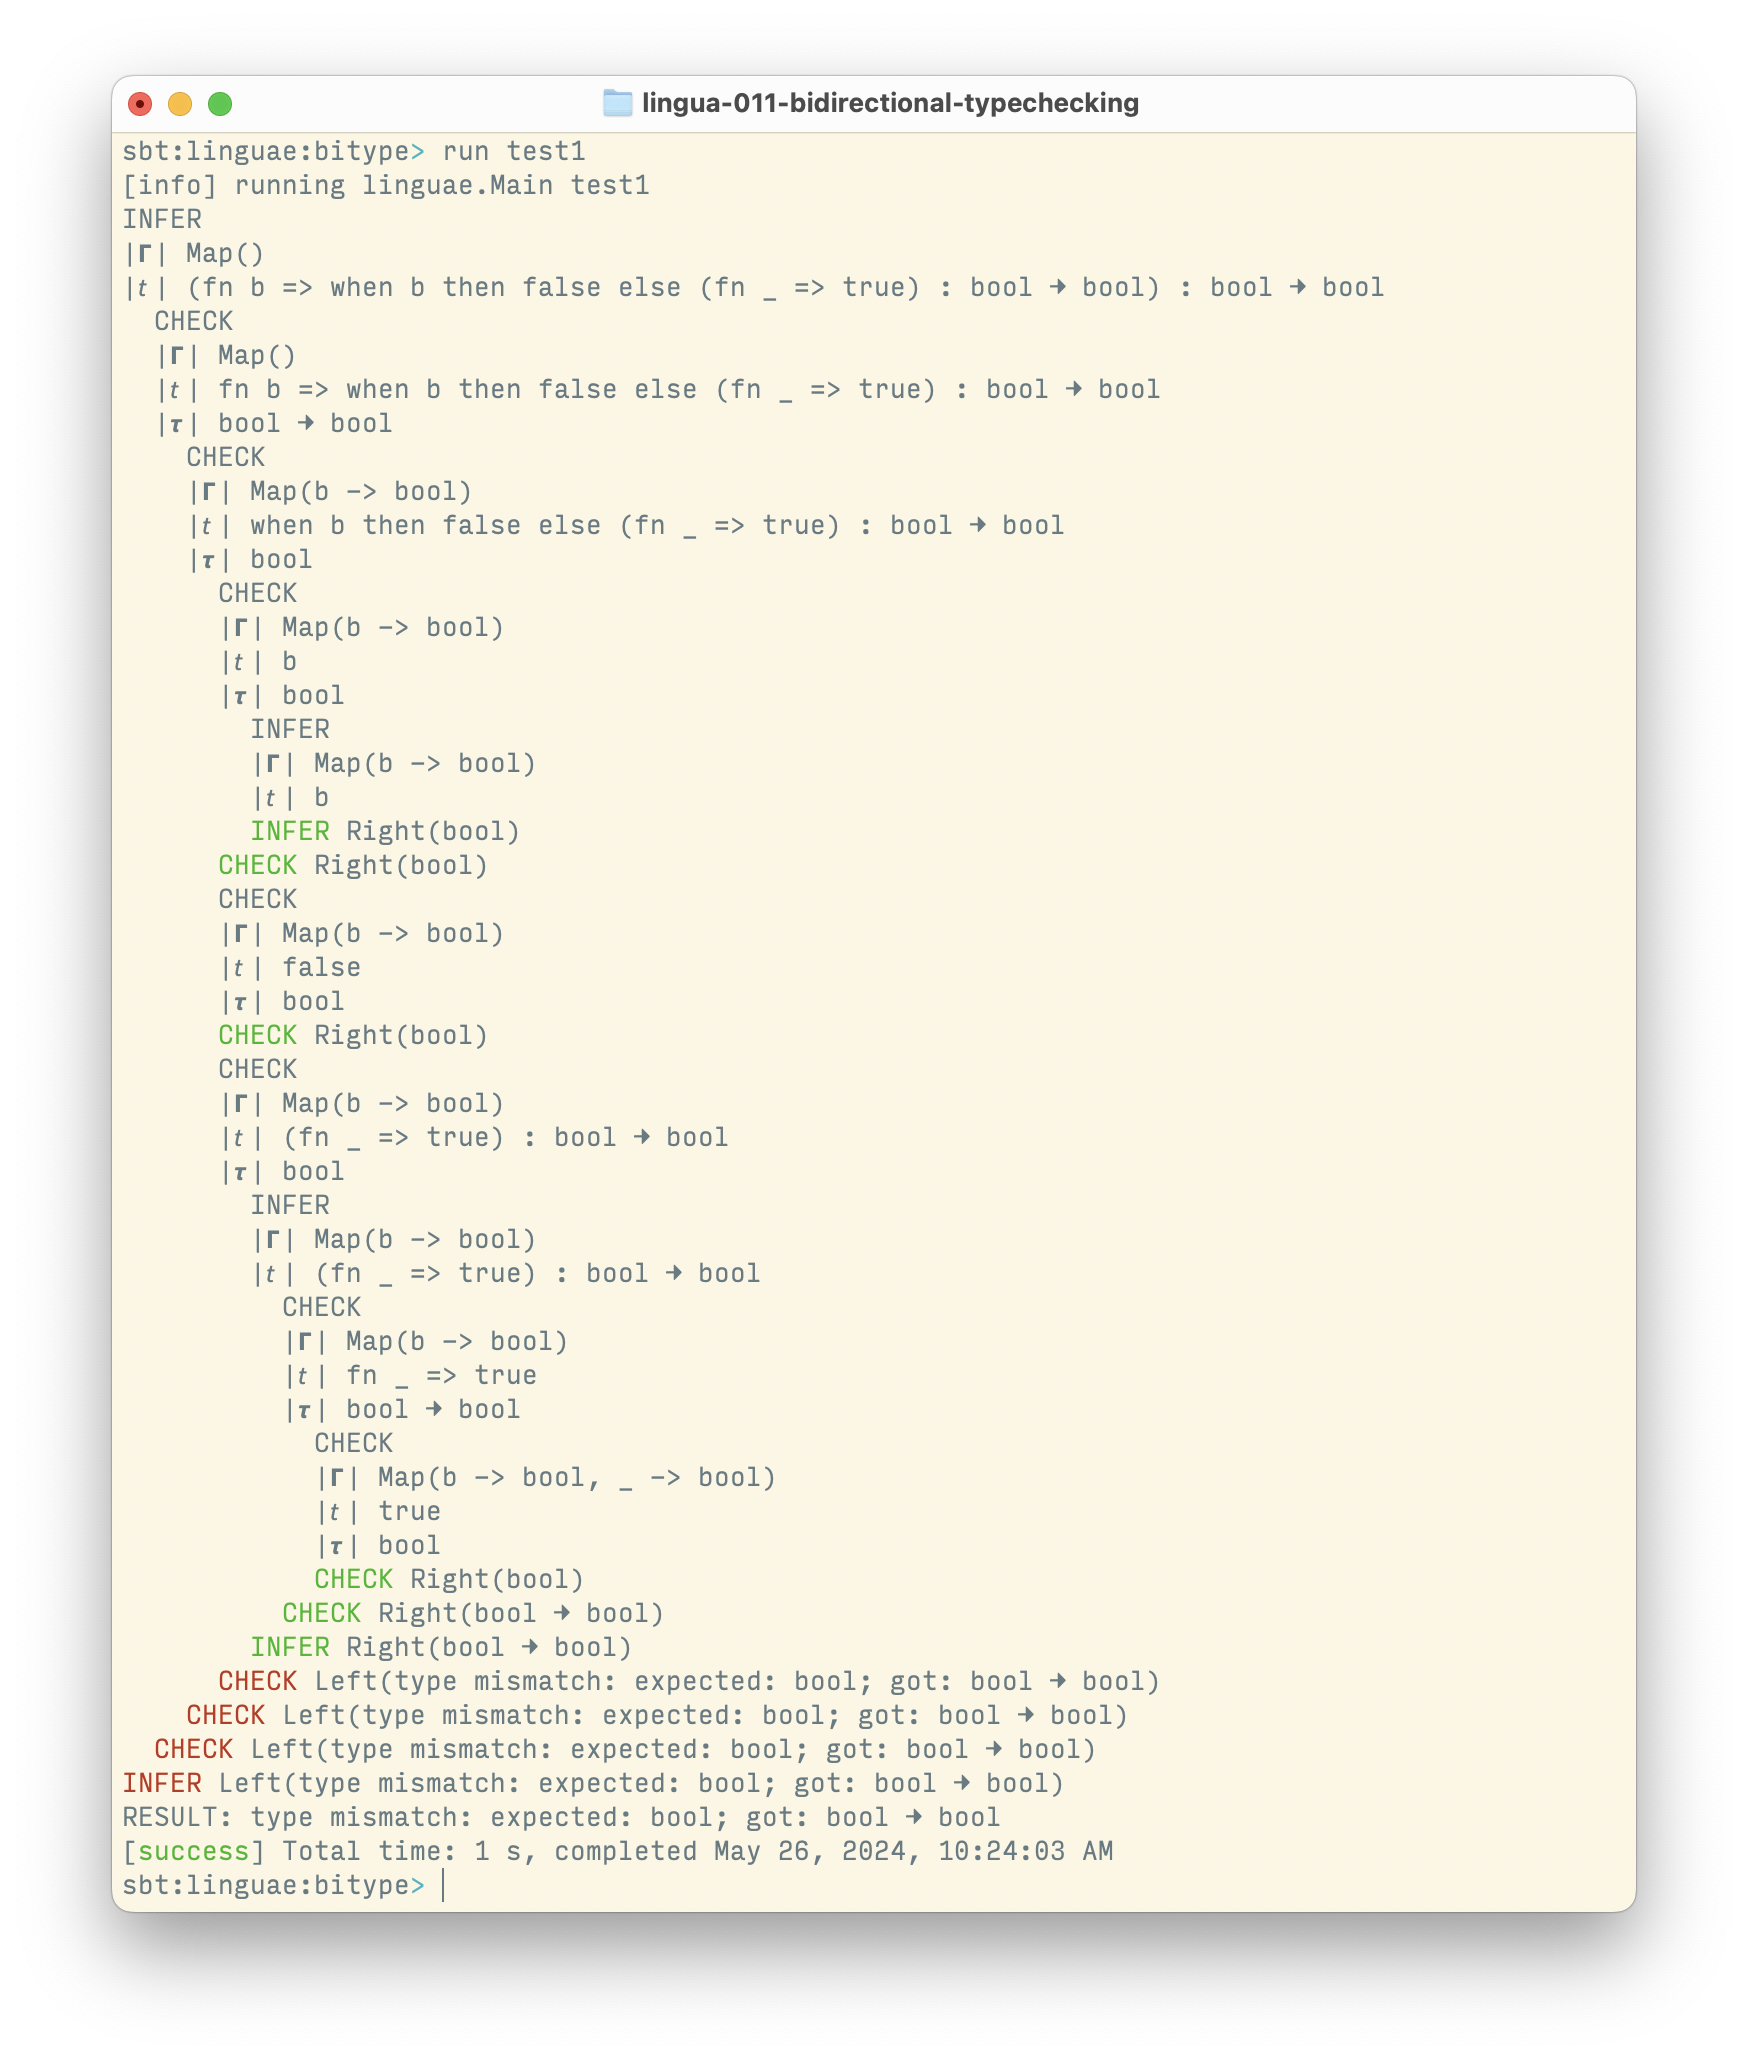 lingua-011-bidirectional-typechecking
sbt:linguae:bitype> run test1
[info] running linguae.Main test1
INFER
|Γ| Map()
|t| (fn b => when b then false else (fn _ => true) : bool → bool) : bool → bool
  CHECK
  |Γ| Map()
  |t| fn b => when b then false else (fn _ => true) : bool → bool
  |τ| bool → bool
    CHECK
    |Γ| Map(b -> bool)
    |t| when b then false else (fn _ => true) : bool → bool
    |τ| bool
      CHECK
      |Γ| Map(b -> bool)
      |t| b
      |τ| bool
        INFER
        |Γ| Map(b -> bool)
        |t| b
        INFER Right(bool)
      CHECK Right(bool)
      CHECK
      |Γ| Map(b -> bool)
      |t| false
      |τ| bool
      CHECK Right(bool)
      CHECK
      |Γ| Map(b -> bool)
      |t| (fn _ => true) : bool → bool
      |τ| bool
        INFER
        |Γ| Map(b -> bool)
        |t| (fn _ => true) : bool → bool
          CHECK
          |Γ| Map(b -> bool)
          |t| fn _ => true
          |τ| bool → bool
            CHECK
            |Γ| Map(b -> bool, _ -> bool)
            |t| true
            |τ| bool
            CHECK Right(bool)
          CHECK Right(bool → bool)
        INFER Right(bool → bool)
      CHECK Left(type mismatch: expected: bool; got: bool → bool)
    CHECK Left(type mismatch: expected: bool; got: bool → bool)
  CHECK Left(type mismatch: expected: bool; got: bool → bool)
INFER Left(type mismatch: expected: bool; got: bool → bool)
RESULT: type mismatch: expected: bool; got: bool → bool
[success] Total time: 1 s, completed May 26, 2024, 10:24:03 AM
sbt:linguae:bitype>